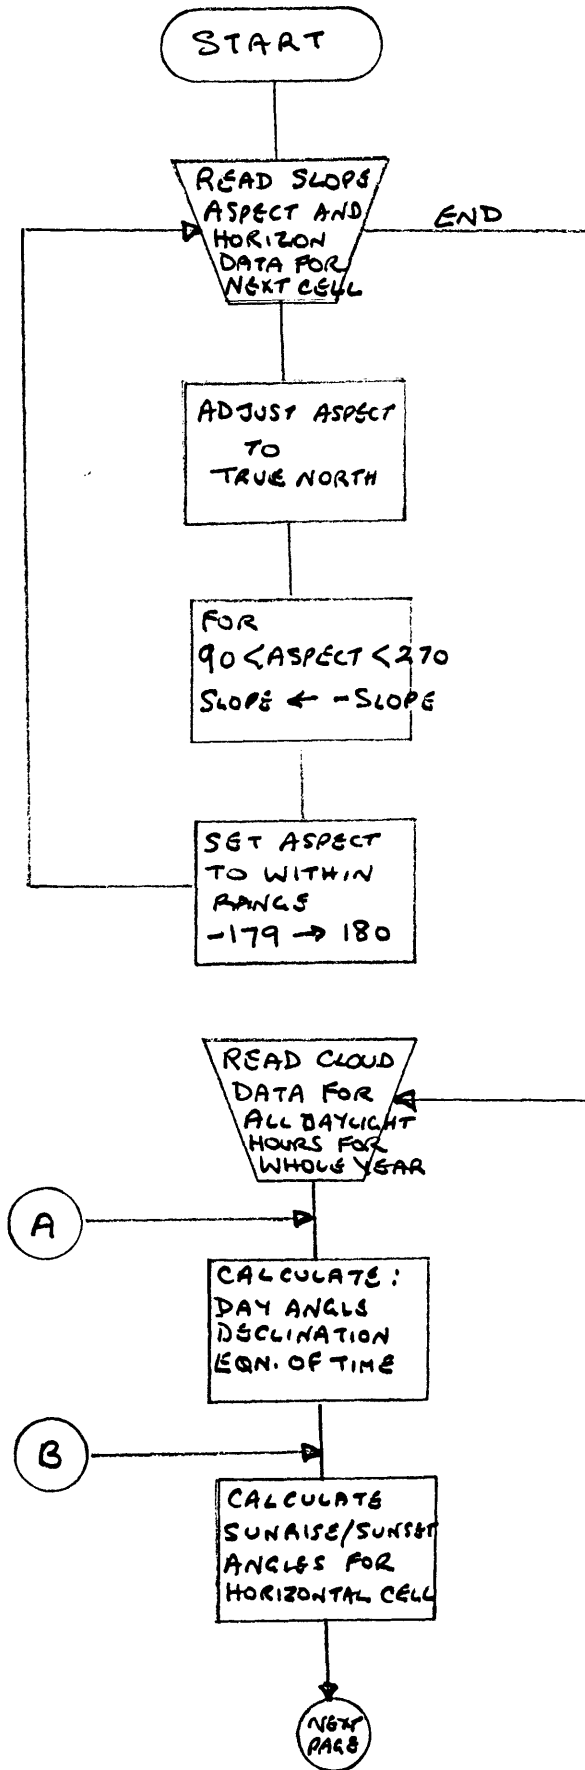 START
READ SLOPE
ASPECT AND
HORIZON
DATA FOR
NEXT CELL
END
ADJUST ASPECT
TO
TRUE NORTH
FOR
90 < ASPECT < 270
SLOPE ← -SLOPE
SET ASPECT
TO WITHIN
RANGE
-179 → 180
READ CLOUD
DATA FOR
ALL DAYLIGHT
HOURS FOR
WHOLE YEAR
A
CALCULATE:
DAY ANGLE
DECLINATION
EQN. OF TIME
B
CALCULATE
SUNRISE/SUNSET
ANGLES FOR
HORIZONTAL CELL
NEXT
PAGE